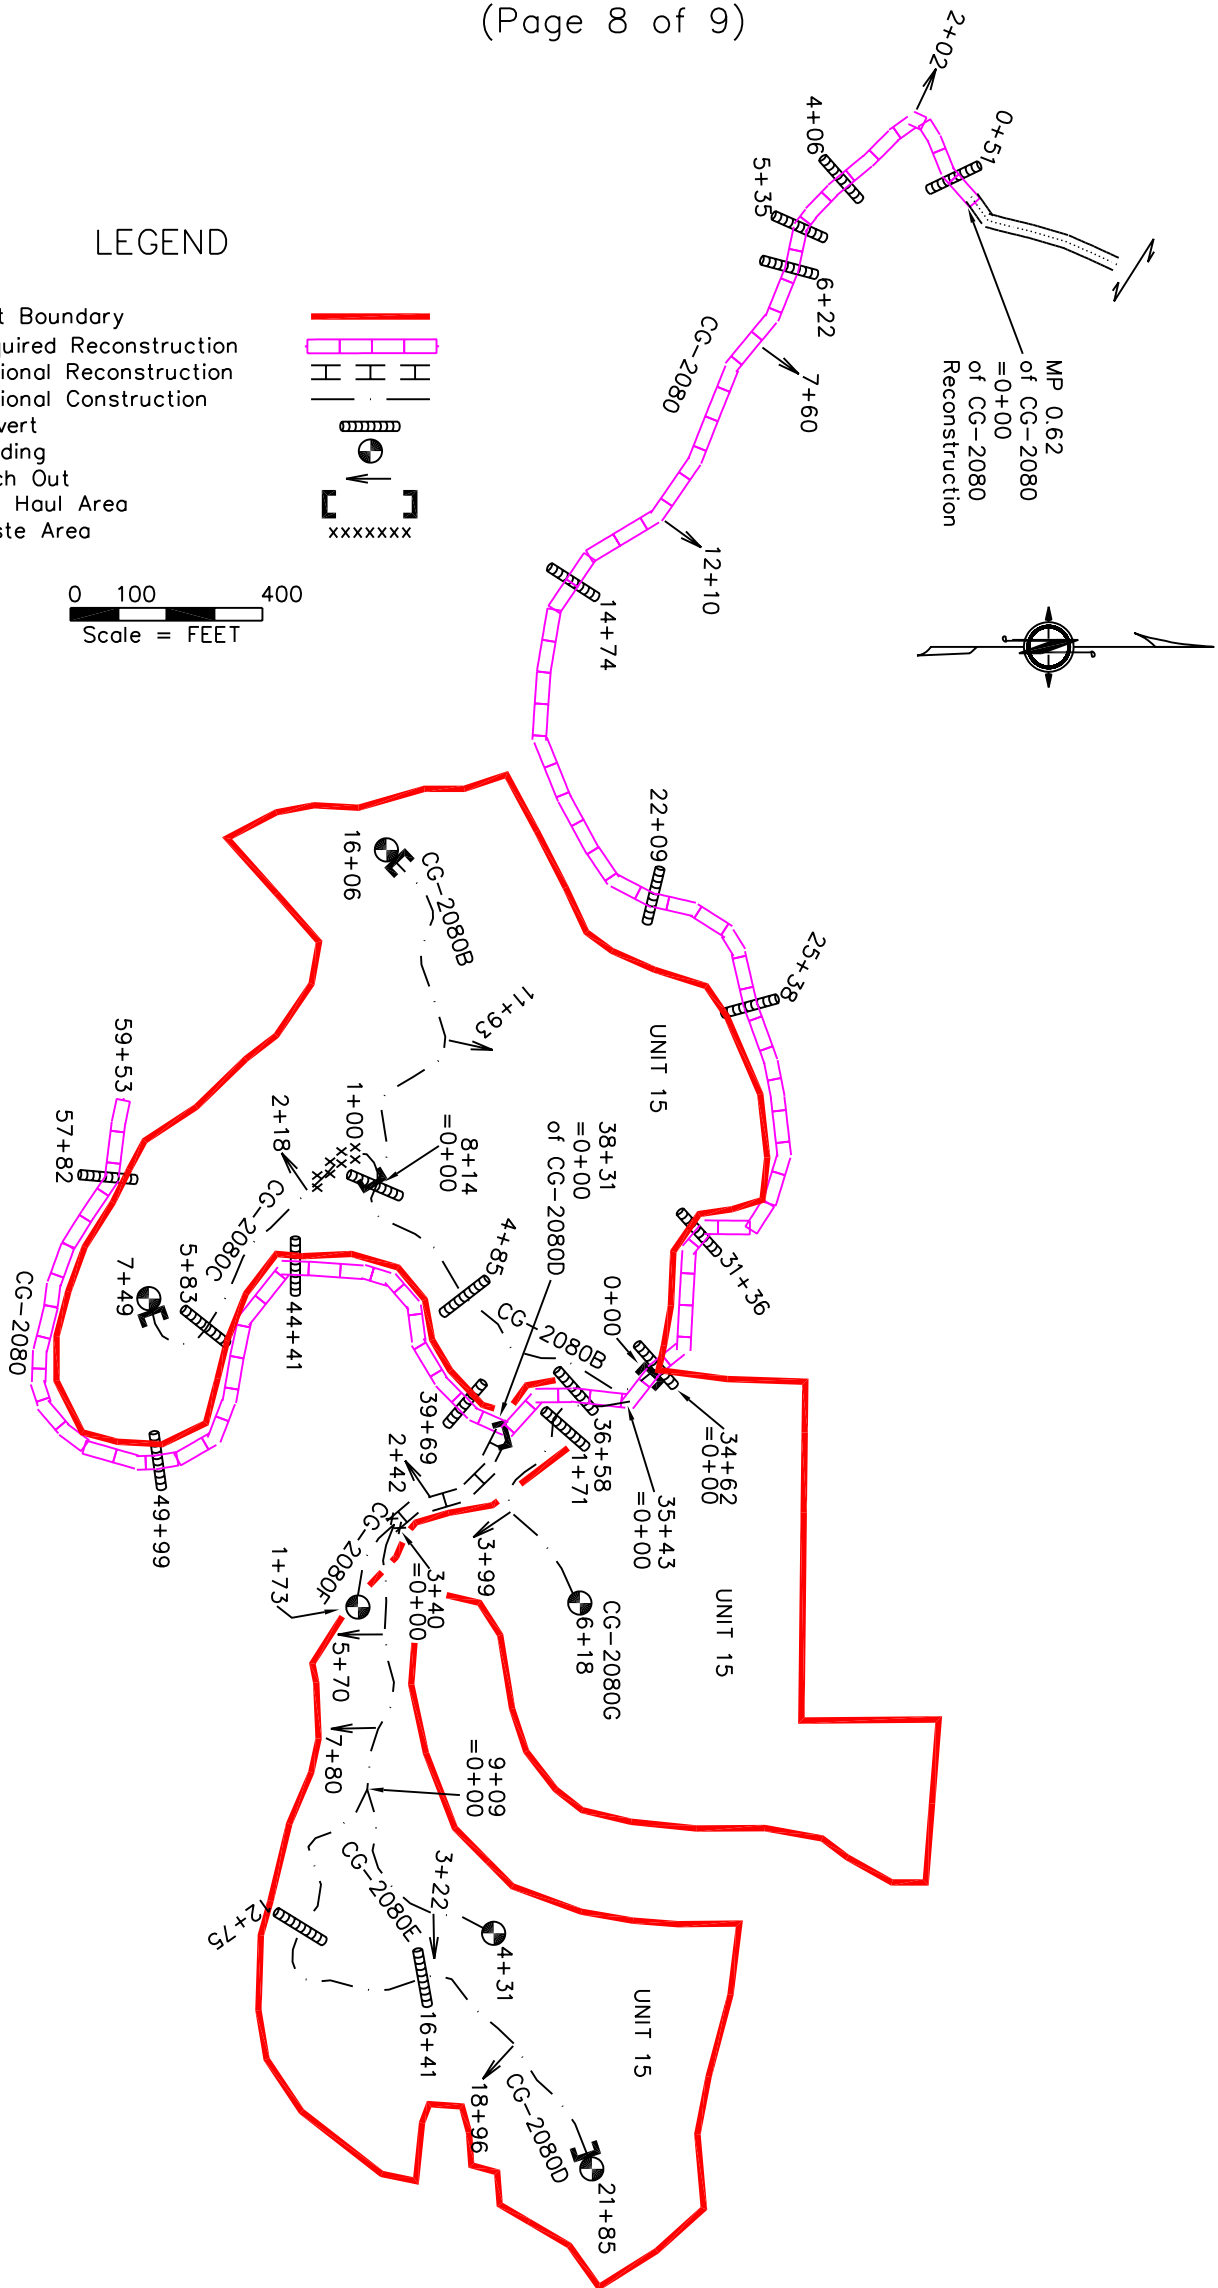 (Page 8 of 9)
2+02
0+51
4+06
5+35
6+22
7+60
CG-2080
MP 0.62
of CG-2080
=0+00
of CG-2080
Reconstruction
LEGEND
t Boundary
uired Reconstruction
ional Reconstruction
ional Construction
vert
ding
ch Out
Haul Area
ste Area
xxxxxxx
0 100 400
Scale = FEET
12+10
14+74
22+09
25+38
16+06
CG-2080B
11+93
UNIT 15
59+53
57+82
2+18
1+00
xx
xxxxx
8+14
=0+00
38+31
=0+00
of CG-2080D
4+85
CG-2080C
5+83
7+49
44+41
CG-2080
CG-2080B
0+00
31+36
34+62
=0+00
35+43
=0+00
36+58
1+71
39+69
2+42
49+99
CG-2080F
xx
1+73
3+40
=0+00
3+99
6+18
CG-2080G
UNIT 15
5+70
7+80
9+09
=0+00
CG-2080E
3+22
12+75
4+31
16+41
UNIT 15
18+96
CG-2080D
21+85